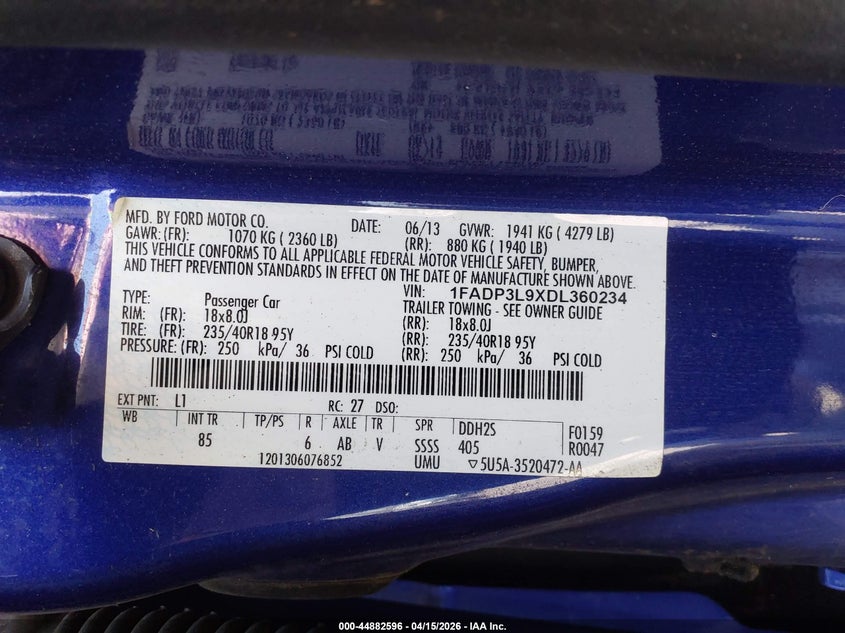 MFD. BY FORD MOTOR CO.
DATE: 06/13 GVWR: 1941 KG ( 4279 LB)
GAWR: (FR): 1070 KG ( 2360 LB) (RR): 880 KG ( 1940 LB)
THIS VEHICLE CONFORMS TO ALL APPLICABLE FEDERAL MOTOR VEHICLE SAFETY, BUMPER,
AND THEFT PREVENTION STANDARDS IN EFFECT ON THE DATE OF MANUFACTURE SHOWN ABOVE.
VIN: 1FADP3L9XDL360234
TYPE: Passenger Car TRAILER TOWING - SEE OWNER GUIDE
RIM: (FR): 18x8.0J (RR): 18x8.0J
TIRE: (FR): 235/40R18 95Y (RR): 235/40R18 95Y
PRESSURE: (FR): 250 kPa/ 36 PSI COLD (RR): 250 kPa/ 36 PSI COLD
EXT PNT: L1 RC: 27 DSO:
WB INT TR TP/PS R AXLE TR SPR DDH2S F0159
85 6 AB V SSSS 405 R0047
1201306076852 UMU ▽5U5A-3520472-AA
000-44882596 - 04/15/2026 - IAA Inc.